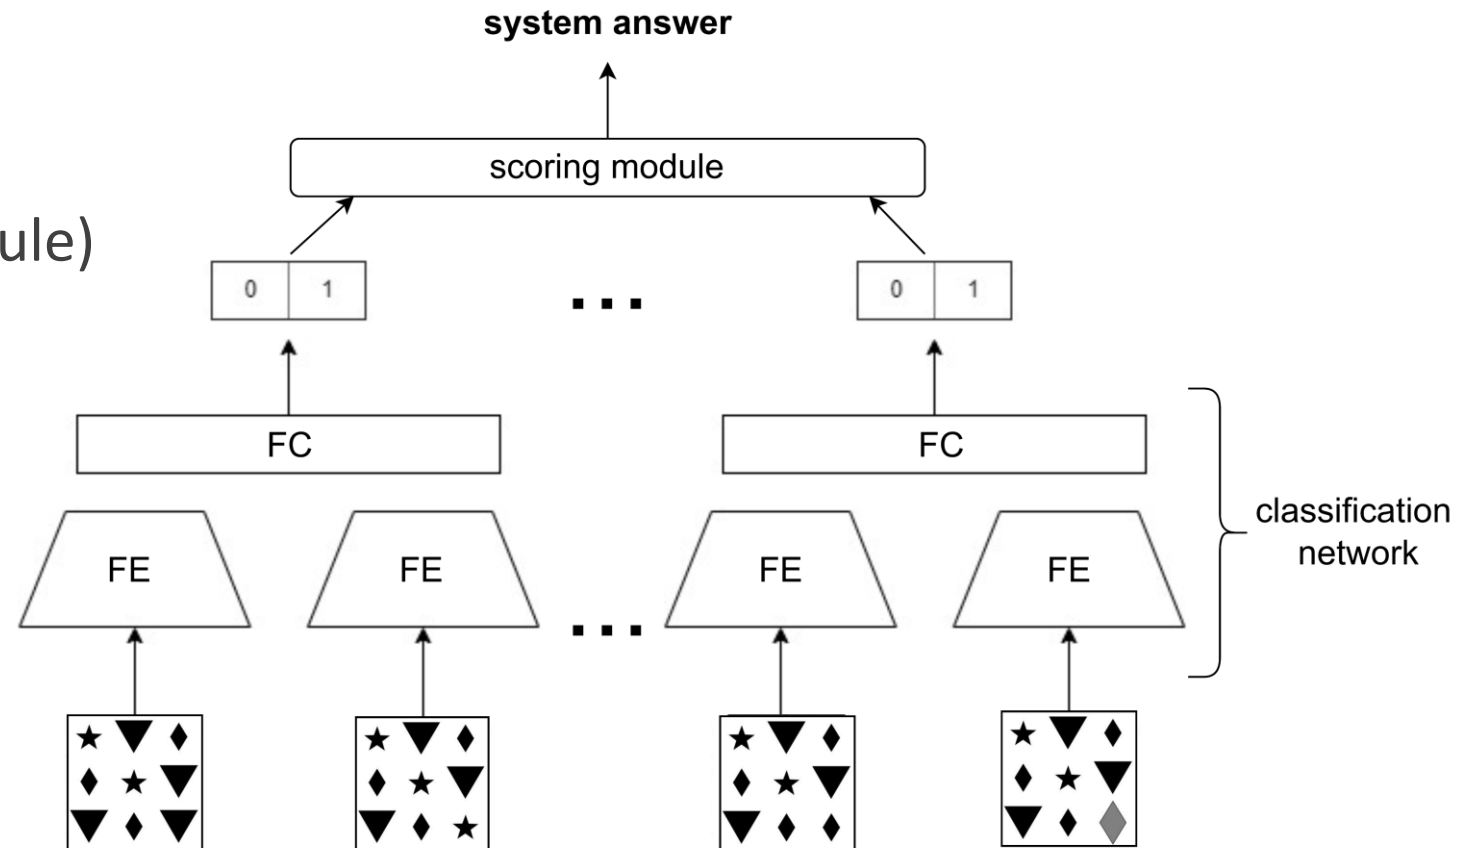 system answer
scoring module
ule)
0 1
...
0 1
FC
FC
FE
FE
...
FE
FE
classification
network